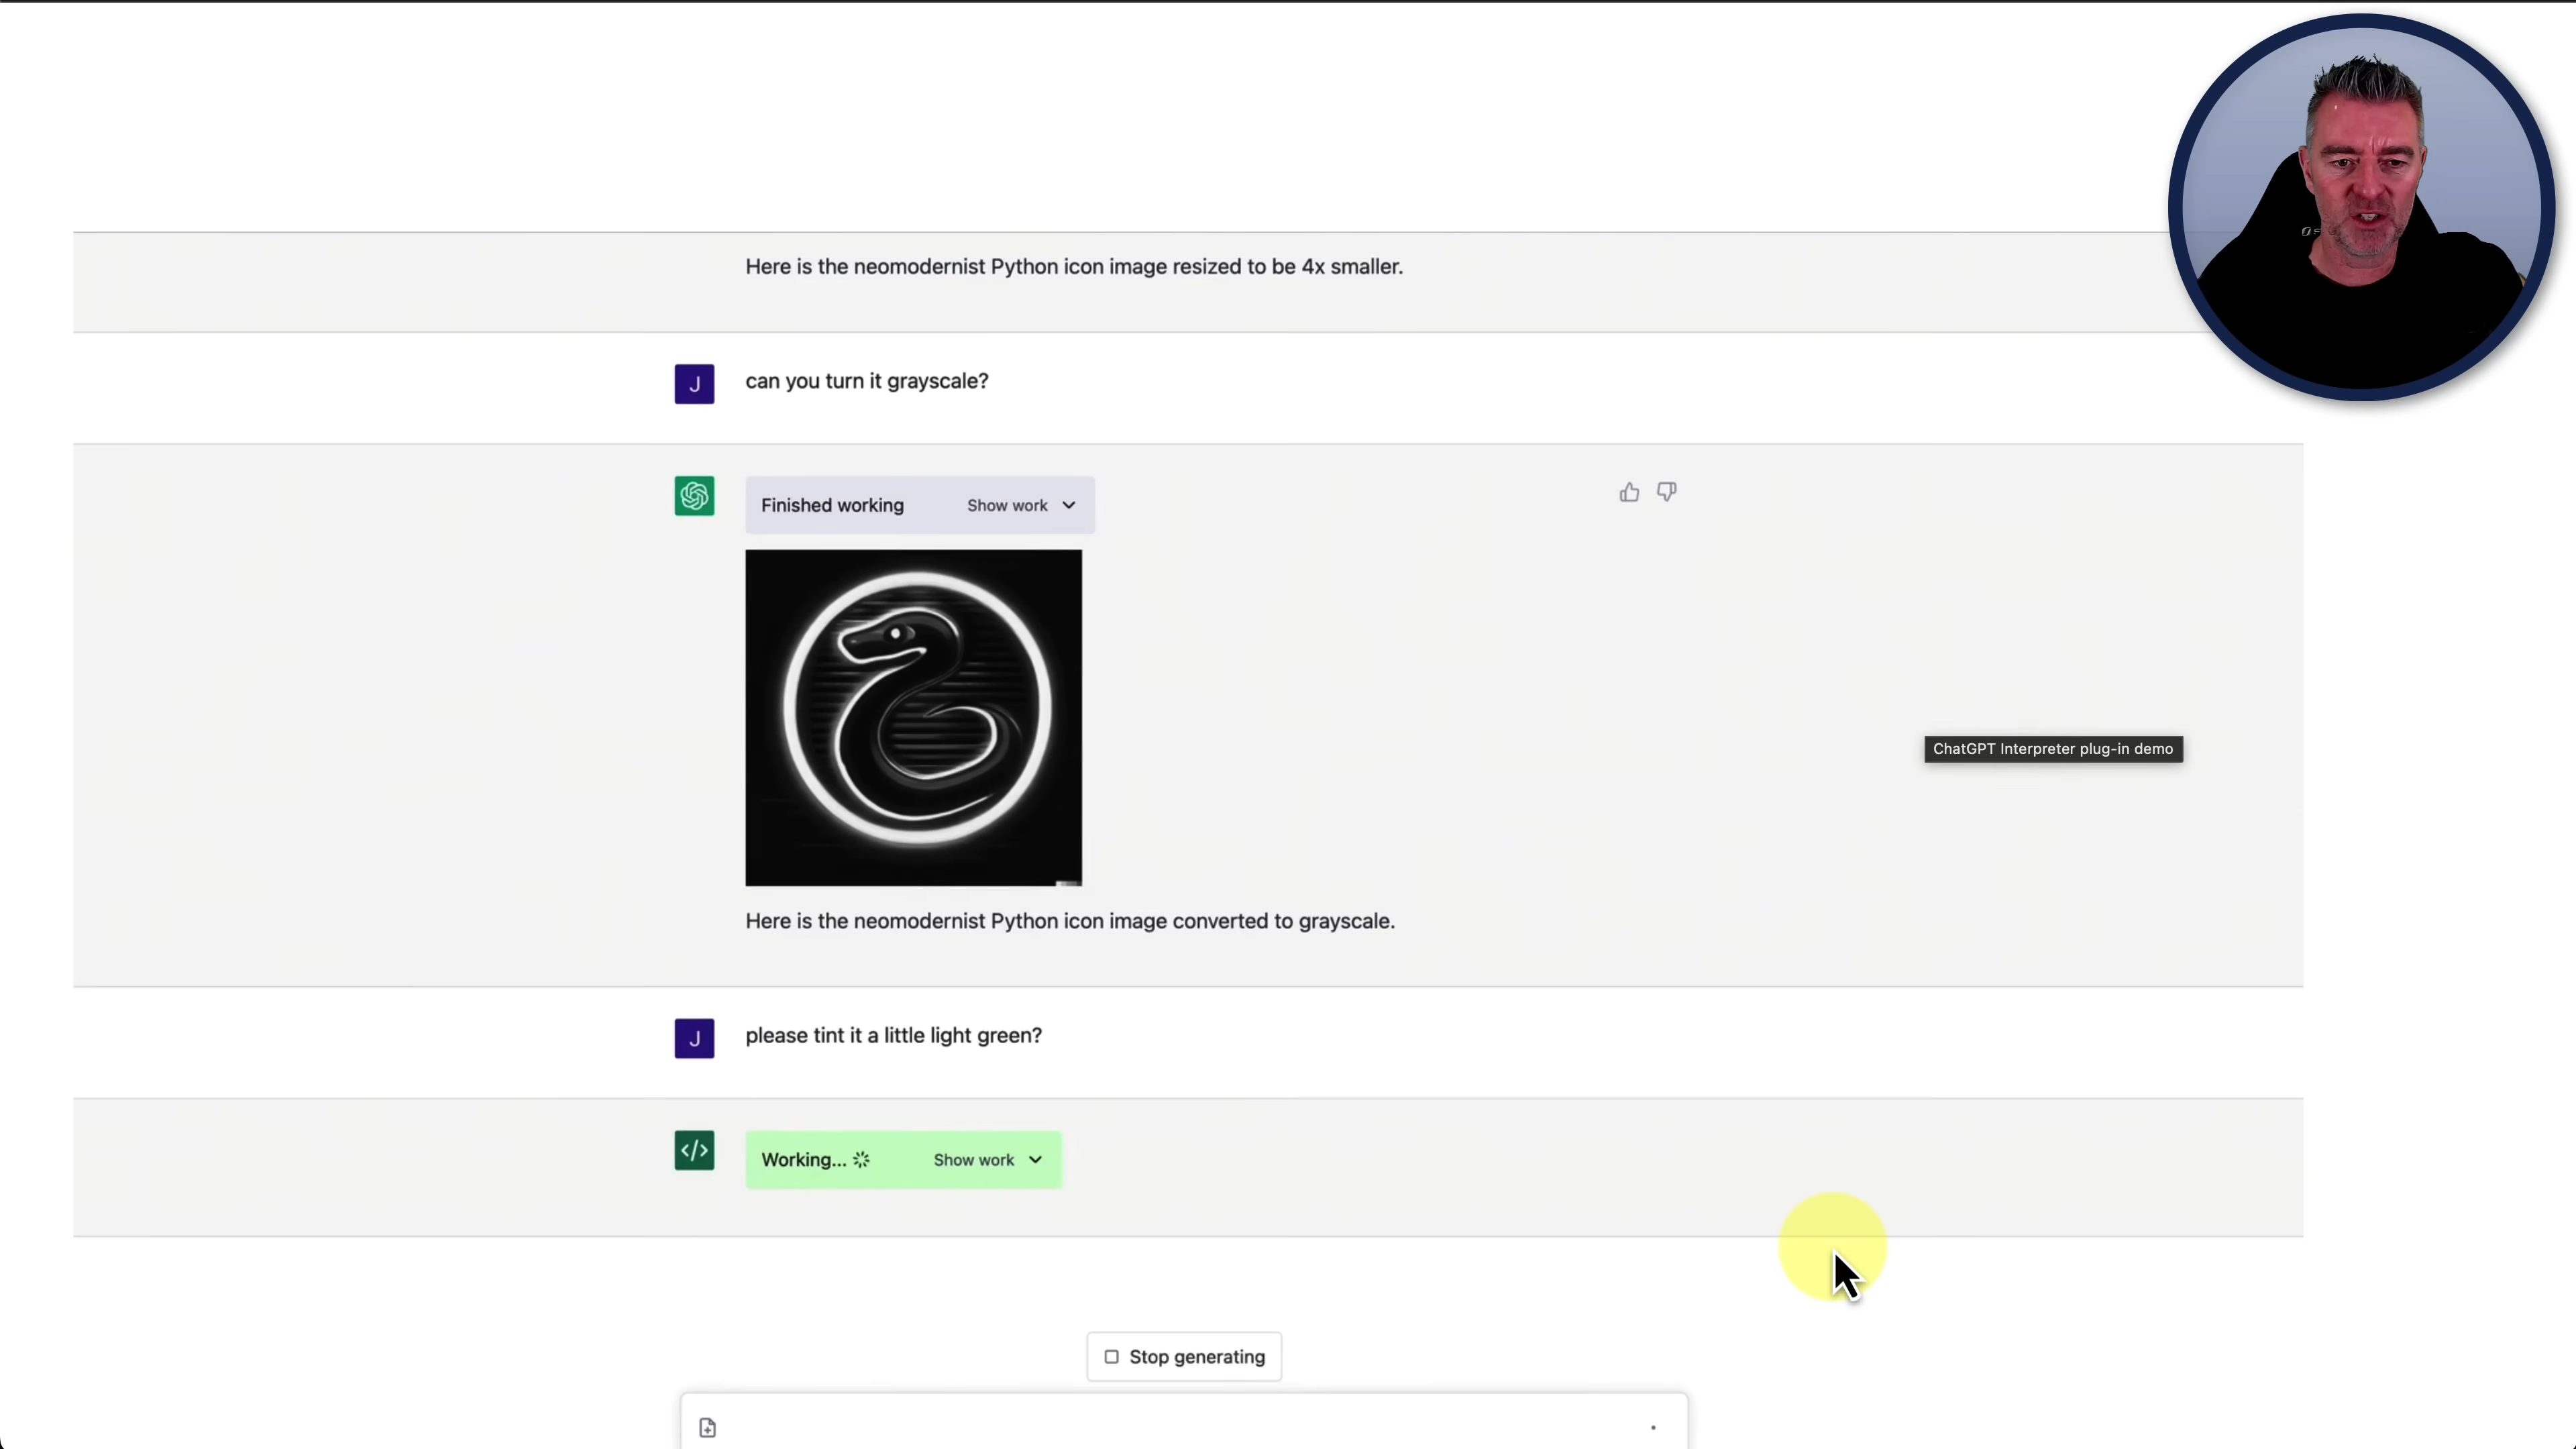 Here is the neomodernist Python icon image resized to be 4x smaller.
J
can you turn it grayscale?
Finished working
Show work
Here is the neomodernist Python icon image converted to grayscale.
ChatGPT Interpreter plug-in demo
J
please tint it a little light green?
</>
Working...
Show work
Stop generating